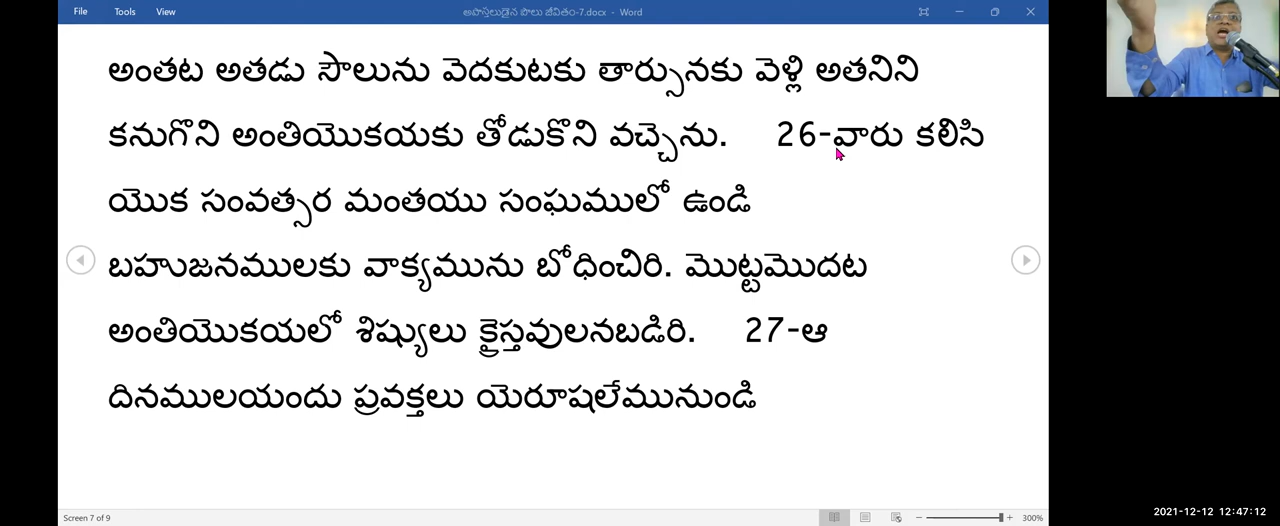 File Tools View అపొస్తలుడైన పౌలు జీవితం-7.docx - Word
అంతట అతడు సౌలును వెదకుటకు తార్సునకు వెళ్లి అతనిని
కనుగొని అంతియొకయకు తోడుకొని వచ్చెను. 26-వారు కలిసి
యొక సంవత్సర మంతయు సంఘములో ఉండి
బహుజనములకు వాక్యమును బోధించిరి. మొట్టమొదట
అంతియొకయలో శిష్యులు క్రైస్తవులనబడిరి. 27-ఆ
దినములయందు ప్రవక్తలు యెరూషలేమునుండి
Screen 7 of 9 300%
2021-12-12 12:47:12